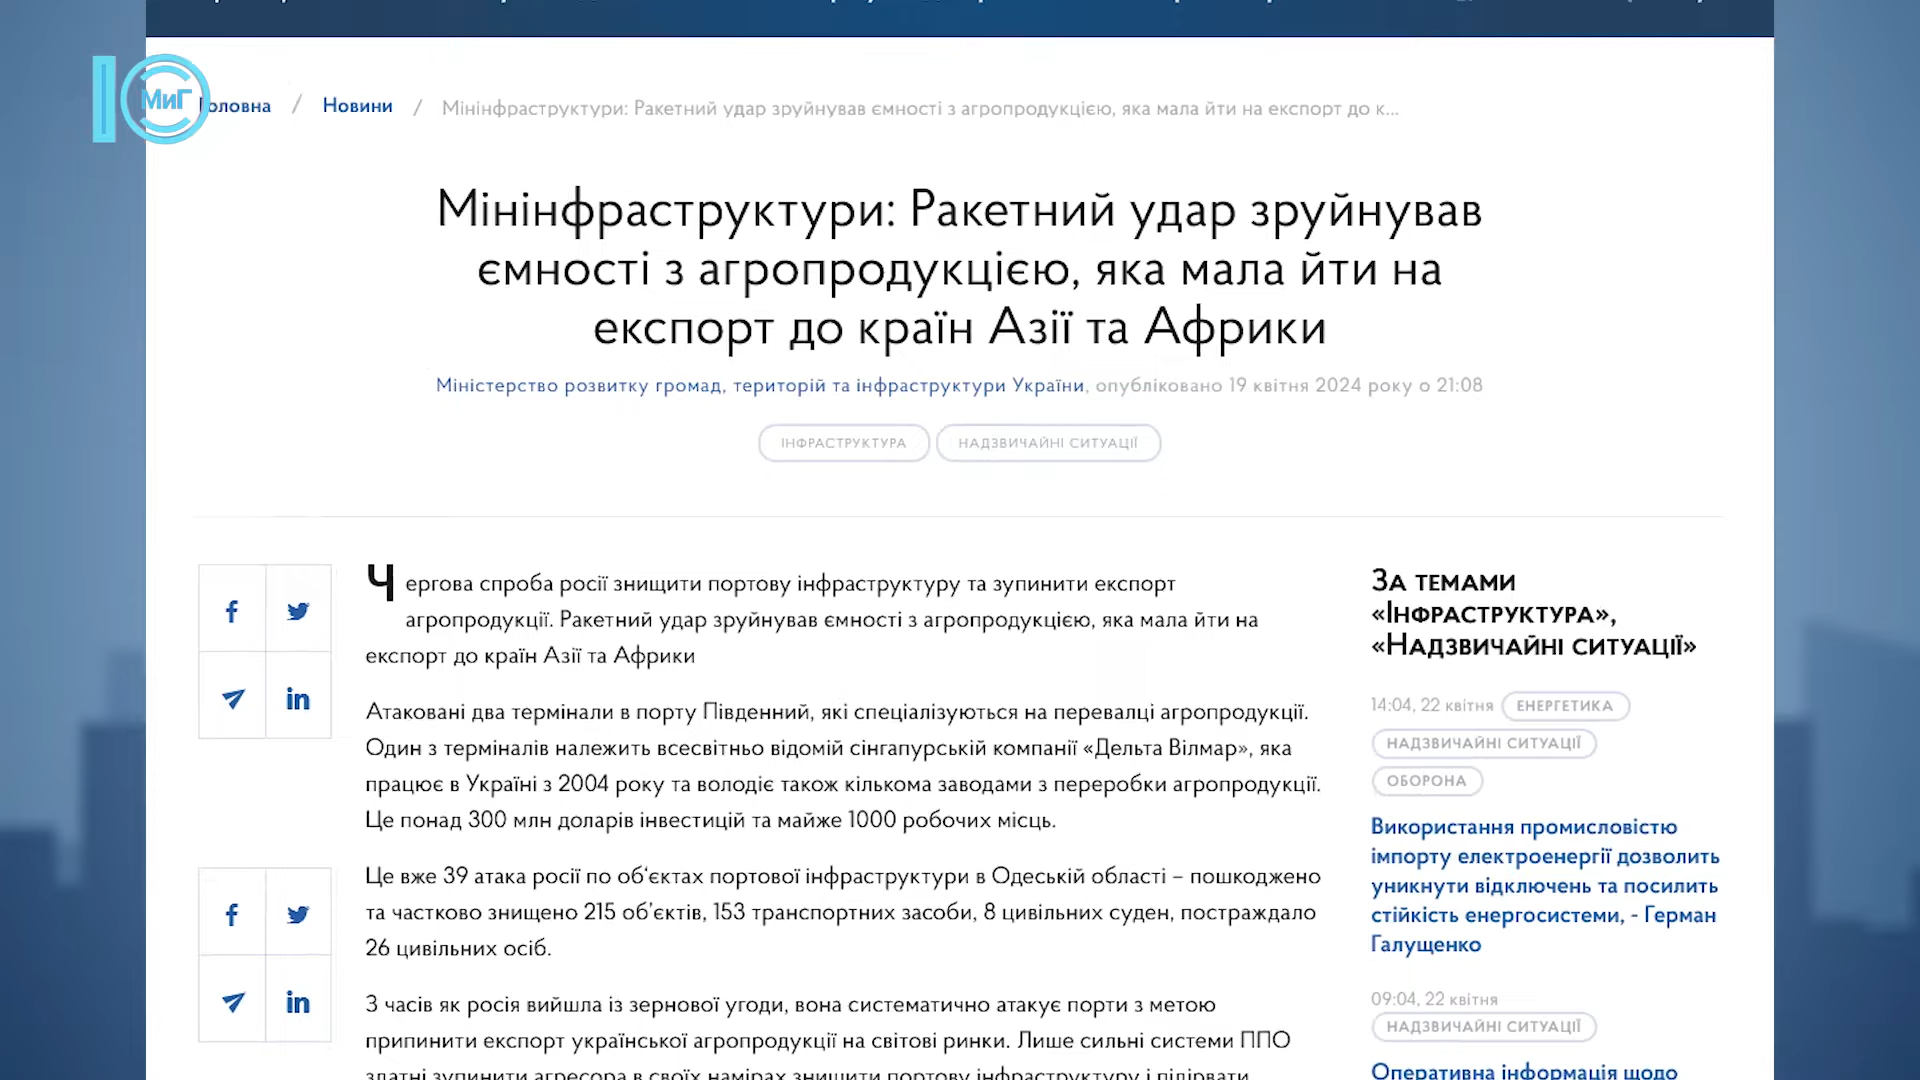 МиГ
Головна / Новини / Мінінфраструктури: Ракетний удар зруйнував ємності з агропродукцією, яка мала йти на експорт до к...
Мінінфраструктури: Ракетний удар зруйнував
ємності з агропродукцією, яка мала йти на
експорт до країн Азії та Африки
Міністерство розвитку громад, територій та інфраструктури України, опубліковано 19 квітня 2024 року о 21:08
ІНФРАСТРУКТУРА НАДЗВИЧАЙНІ СИТУАЦІЇ
Чергова спроба росії знищити портову інфраструктуру та зупинити експорт
агропродукції. Ракетний удар зруйнував ємності з агропродукцією, яка мала йти на
експорт до країн Азії та Африки
Атаковані два термінали в порту Південний, які спеціалізуються на перевалці агропродукції.
Один з терміналів належить всесвітньо відомій сінгапурській компанії «Дельта Вілмар», яка
працює в Україні з 2004 року та володіє також кількома заводами з переробки агропродукції.
Це понад 300 млн доларів інвестицій та майже 1000 робочих місць.
Це вже 39 атака росії по об‘єктах портової інфраструктури в Одеській області – пошкоджено
та частково знищено 215 об’єктів, 153 транспортних засоби, 8 цивільних суден, постраждало
26 цивільних осіб.
З часів як росія вийшла із зернової угоди, вона систематично атакує порти з метою
припинити експорт української агропродукції на світові ринки. Лише сильні системи ППО
здатні зупинити агресора в своїх намірах знищити портову інфраструктуру і підірвати
За темами
«Інфраструктура»,
«Надзвичайні ситуації»
14:04, 22 квітня ЕНЕРГЕТИКА
НАДЗВИЧАЙНІ СИТУАЦІЇ
ОБОРОНА
Використання промисловістю
імпорту електроенергії дозволить
уникнути відключень та посилить
стійкість енергосистеми, - Герман
Галущенко
09:04, 22 квітня
НАДЗВИЧАЙНІ СИТУАЦІЇ
Оперативна інформація щодо